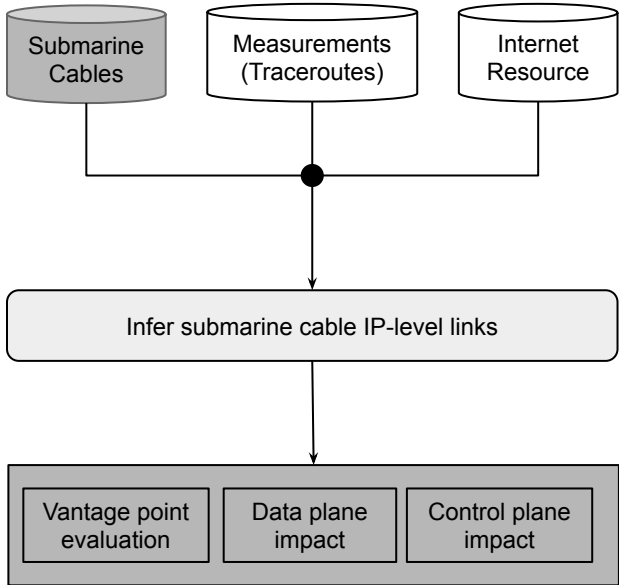 Submarine
Cables
Measurements
(Traceroutes)
Internet
Resource
Infer submarine cable IP-level links
Vantage point
evaluation
Data plane
impact
Control plane
impact